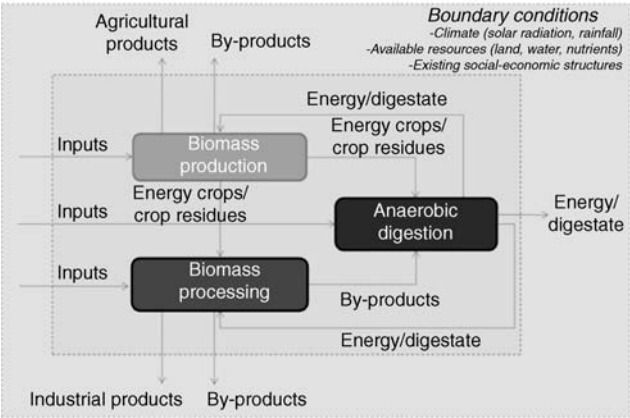 Boundary conditions
-Climate (solar radiation, rainfall)
-Available resources (land, water, nutrients)
-Existing social-economic structures
Agricultural
products
By-products
Energy/digestate
Inputs
Biomass
production
Energy crops/
crop residues
Energy crops/
crop residues
Inputs
Anaerobic
digestion
Energy/
digestate
Inputs
Biomass
processing
By-products
Energy/digestate
Industrial products
By-products